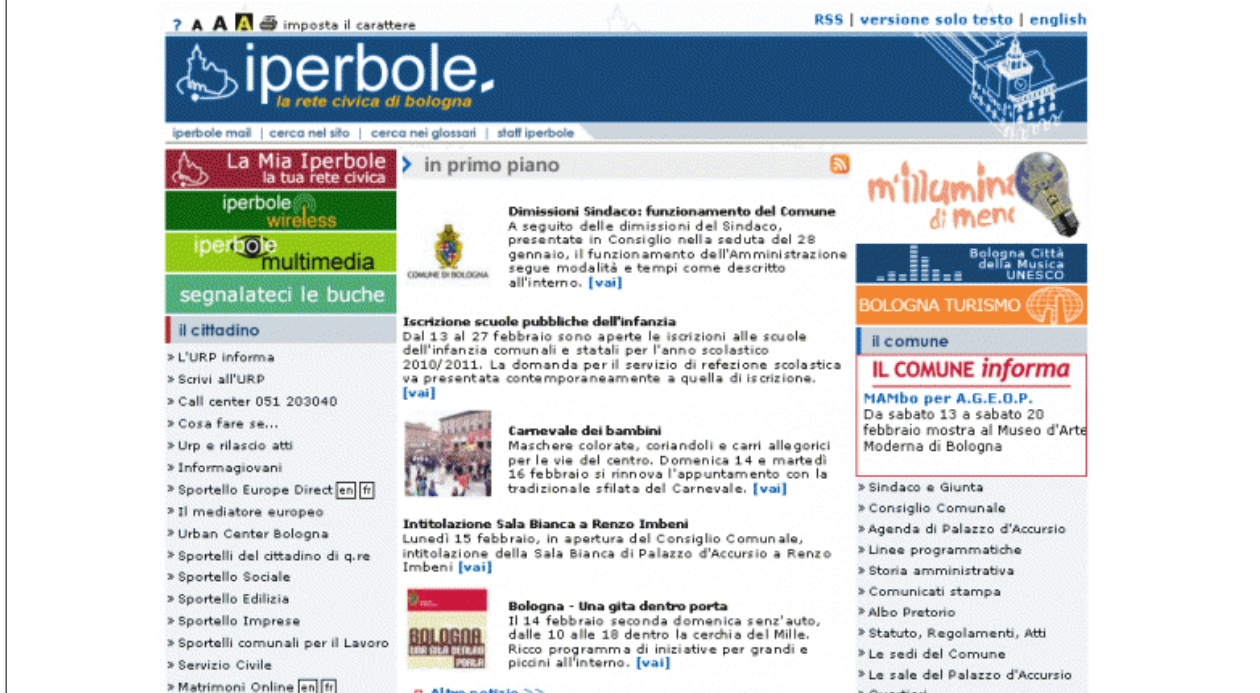 ? A A A imposta il carattere
RSS | versione solo testo | english
iperbole.
la rete civica di bologna
iperbole mail | cerca nel sito | cerca nei glossari | staff iperbole
La Mia Iperbole
la tua rete civica
iperbole
wireless
iperbole
multimedia
segnalateci le buche
il cittadino
» L'URP informa
» Scrivi all'URP
» Call center 051 203040
» Cosa fare se...
» Urp e rilascio atti
» Informagiovani
» Sportello Europe Direct en fr
» Il mediatore europeo
» Urban Center Bologna
» Sportelli del cittadino di q.re
» Sportello Sociale
» Sportello Edilizia
» Sportello Imprese
» Sportelli comunali per il Lavoro
» Servizio Civile
» Matrimoni Online en fr
in primo piano
COMUNE DI BOLOGNA
Dimissioni Sindaco: funzionamento del Comune
A seguito delle dimissioni del Sindaco,
presentate in Consiglio nella seduta del 28
gennaio, il funzionamento dell'Amministrazione
segue modalità e tempi come descritto
all'interno. [vai]
Iscrizione scuole pubbliche dell'infanzia
Dal 13 al 27 febbraio sono aperte le iscrizioni alle scuole
dell'infanzia comunali e statali per l'anno scolastico
2010/2011. La domanda per il servizio di refezione scolastica
va presentata contemporaneamente a quella di iscrizione.
[vai]
Carnevale dei bambini
Maschere colorate, coriandoli e carri allegorici
per le vie del centro. Domenica 14 e martedì
16 febbraio si rinnova l'appuntamento con la
tradizionale sfilata del Carnevale. [vai]
Intitolazione Sala Bianca a Renzo Imbeni
Lunedì 15 febbraio, in apertura del Consiglio Comunale,
intitolazione della Sala Bianca di Palazzo d'Accursio a Renzo
Imbeni [vai]
BOLOGNA
UNA GITA DENTRO
PORTA
Bologna - Una gita dentro porta
Il 14 febbraio seconda domenica senz'auto,
dalle 10 alle 18 dentro la cerchia del Mille.
Ricco programma di iniziative per grandi e
piccini all'interno. [vai]
Altre notizie >>
m'illumino
di meno
Bologna Città
della Musica
UNESCO
BOLOGNA TURISMO
il comune
IL COMUNE informa
MAMbo per A.G.E.O.P.
Da sabato 13 a sabato 20
febbraio mostra al Museo d'Arte
Moderna di Bologna
» Sindaco e Giunta
» Consiglio Comunale
» Agenda di Palazzo d'Accursio
» Linee programmatiche
» Storia amministrativa
» Comunicati stampa
» Albo Pretorio
» Statuto, Regolamenti, Atti
» Le sedi del Comune
» Le sale del Palazzo d'Accursio
» Quartieri